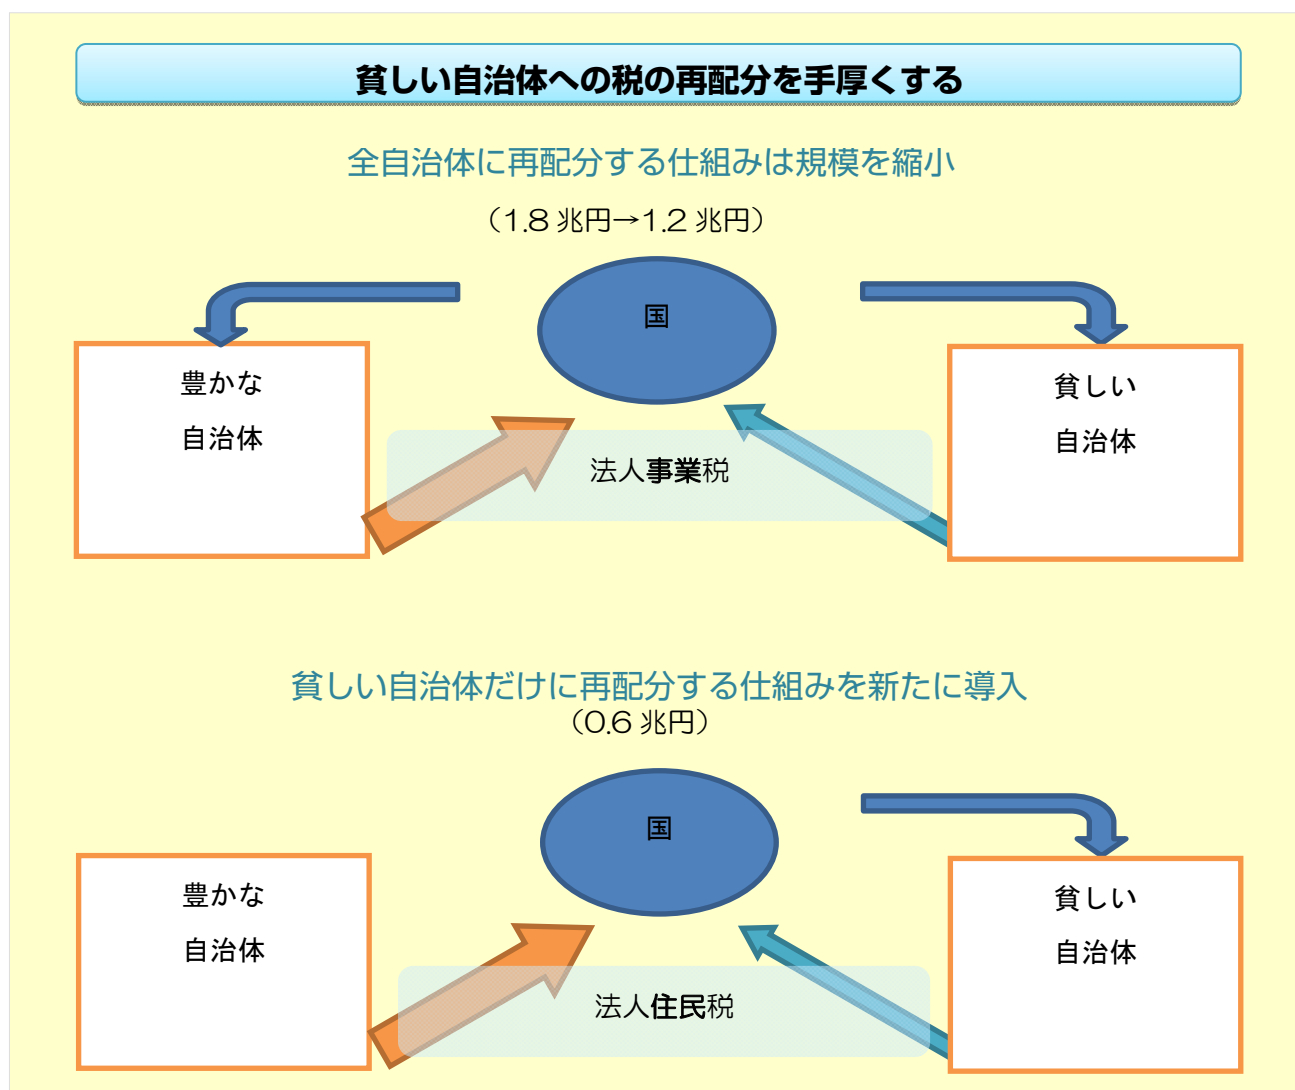 貧しい自治体への税の再配分を手厚くする
全自治体に再配分する仕組みは規模を縮小
（1.8 兆円→1.2 兆円）
国
豊かな
自治体
貧しい
自治体
法人事業税
貧しい自治体だけに再配分する仕組みを新たに導入
（0.6 兆円）
国
豊かな
自治体
貧しい
自治体
法人住民税